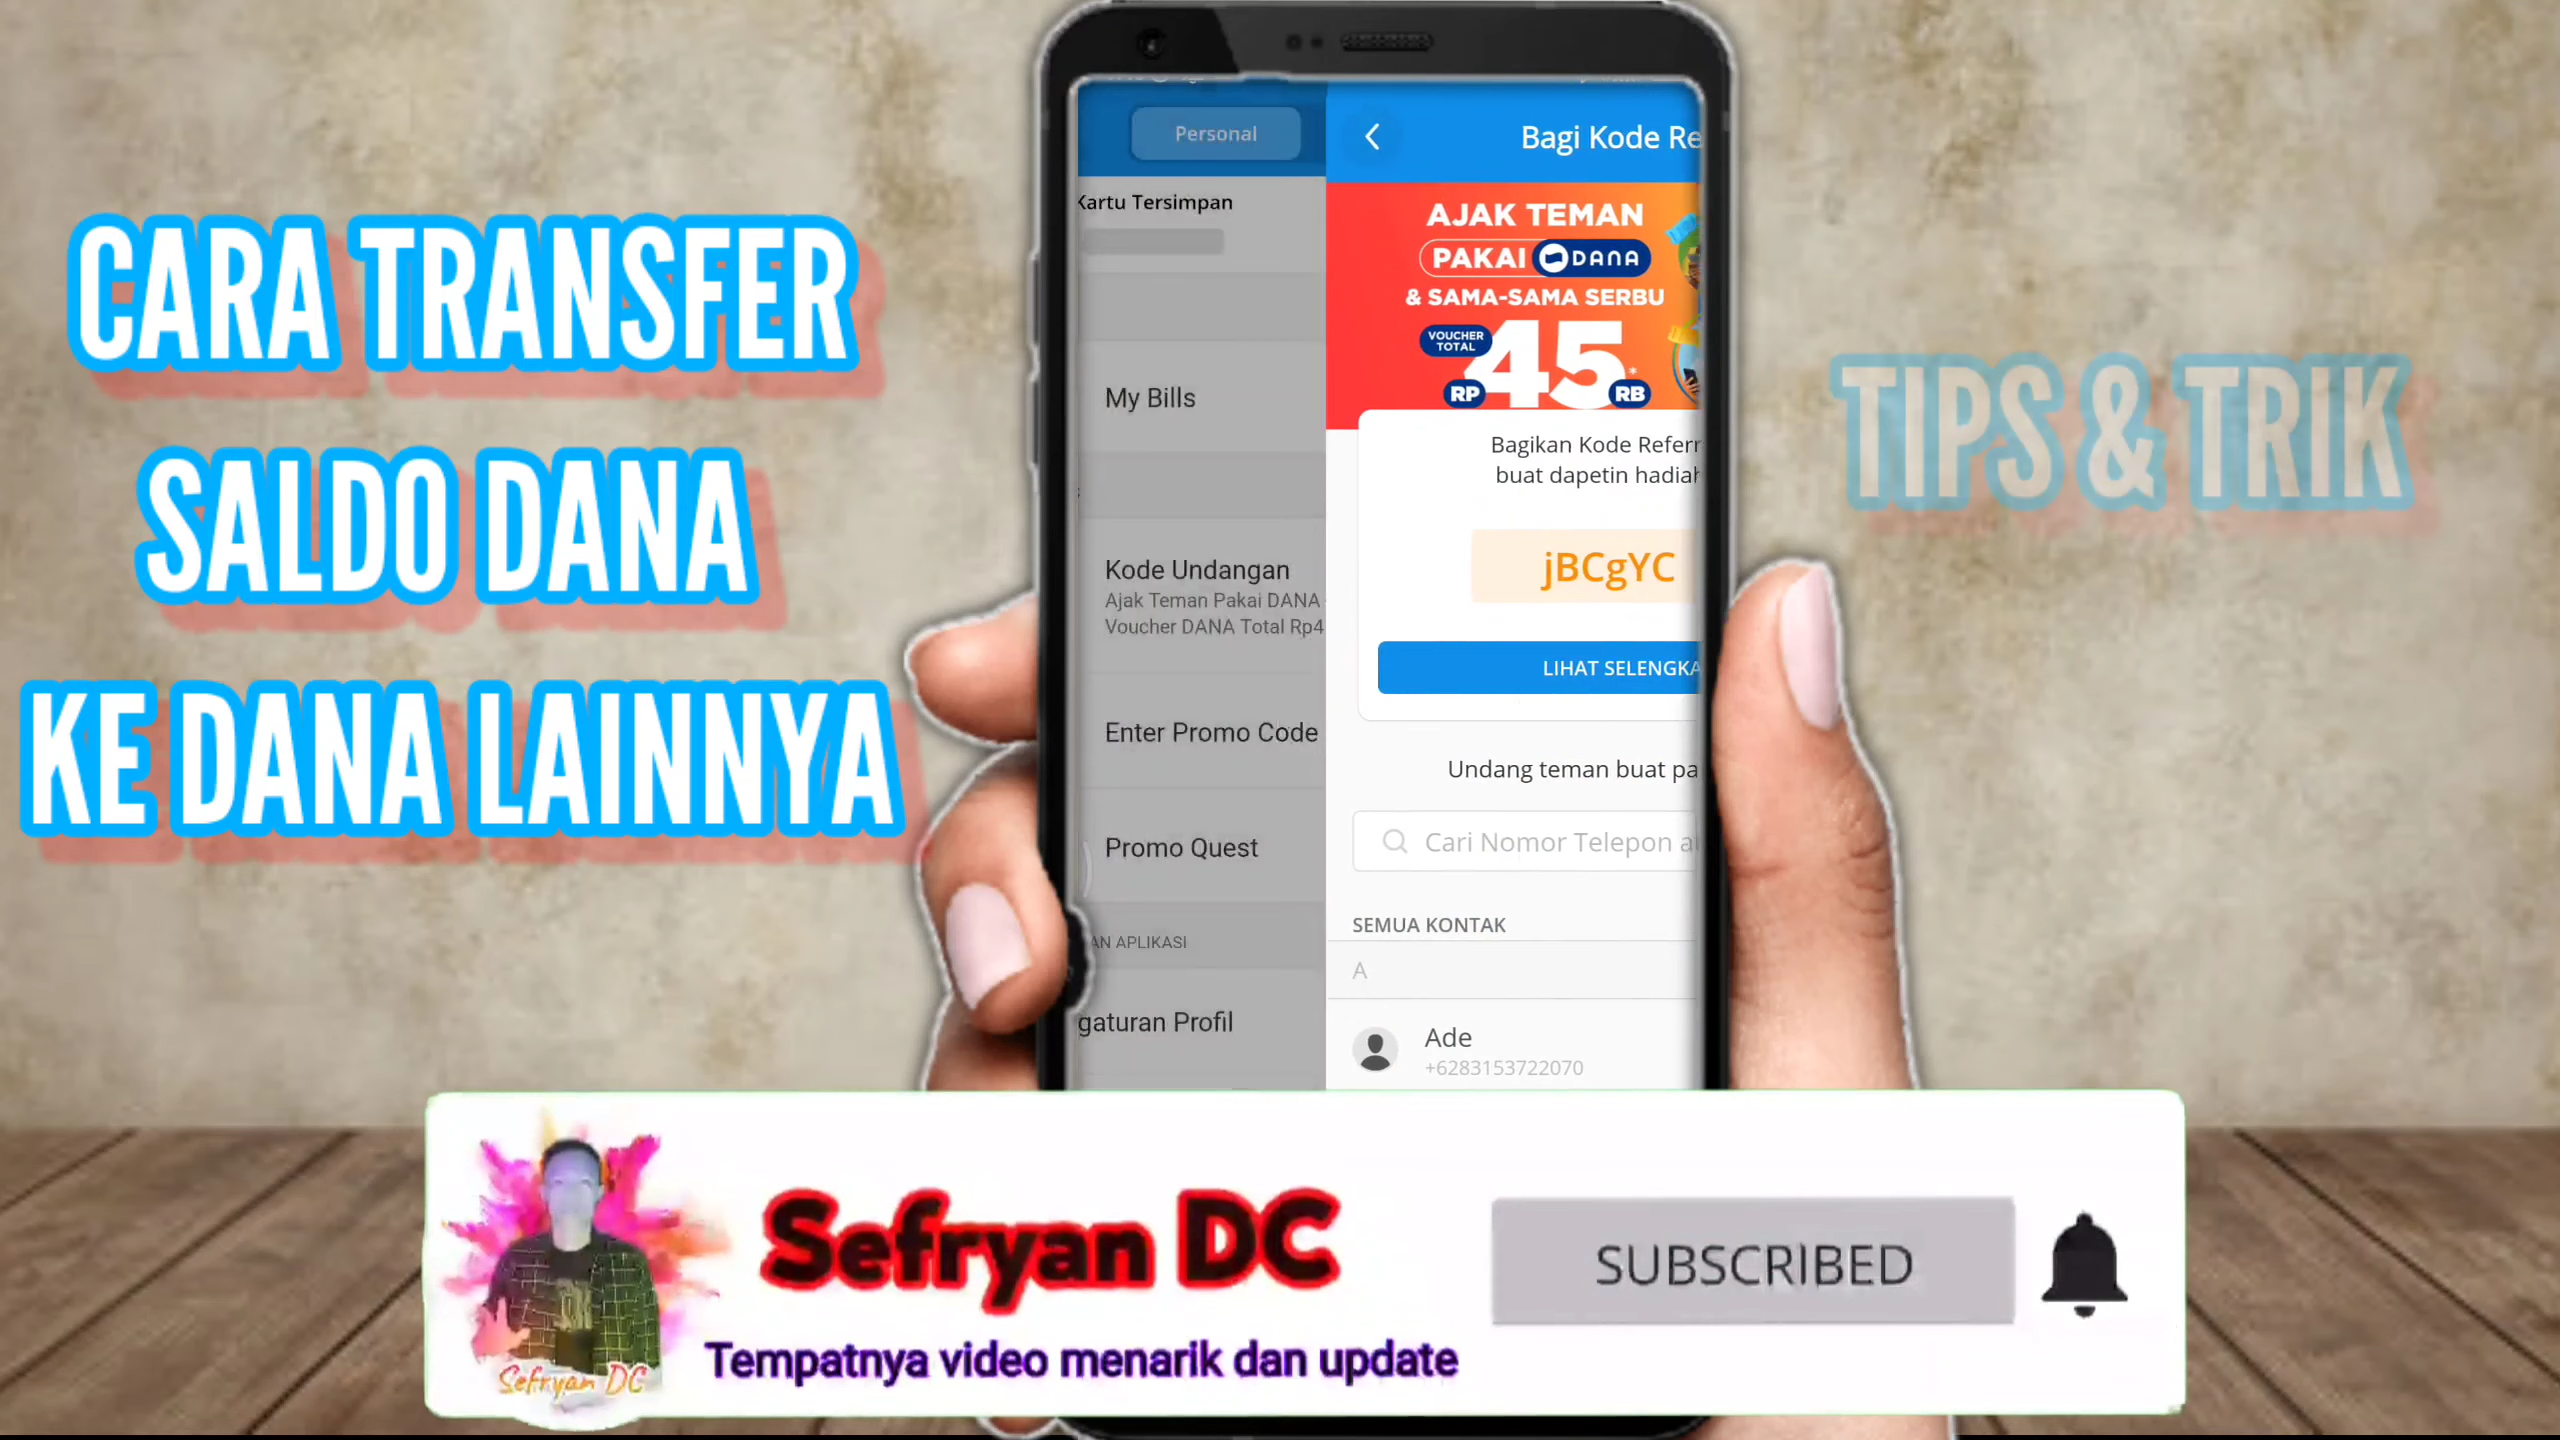 CARA TRANSFER
SALDO DANA
KE DANA LAINNYA
TIPS & TRIK
Personal
Kartu Tersimpan
My Bills
Kode Undangan
Ajak Teman Pakai DANA
Voucher DANA Total Rp4
Enter Promo Code
Promo Quest
AN APLIKASI
gaturan Profil
Bagi Kode Re
AJAK TEMAN
PAKAI DANA
& SAMA-SAMA SERBU
VOUCHER
TOTAL
RP 45* RB
Bagikan Kode Referr
buat dapetin hadiah
jBCgYC
LIHAT SELENGKA
Undang teman buat pa
Cari Nomor Telepon a
SEMUA KONTAK
A
Ade
+6283153722070
Sefryan DC
Sefryan DC
Tempatnya video menarik dan update
SUBSCRIBED